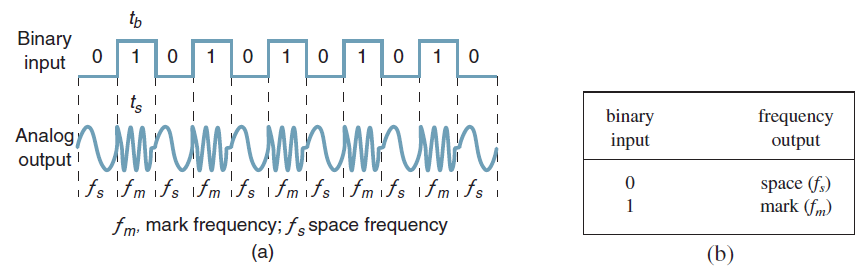 t_b
Binary input
0 1 0 1 0 1 0 1 0 1 0
t_s
Analog output
f_s f_m f_s f_m f_s f_m f_s f_m f_s f_m f_s
f_m, mark frequency; f_s space frequency
(a)
binary input frequency output
0 space (f_s)
1 mark (f_m)
(b)